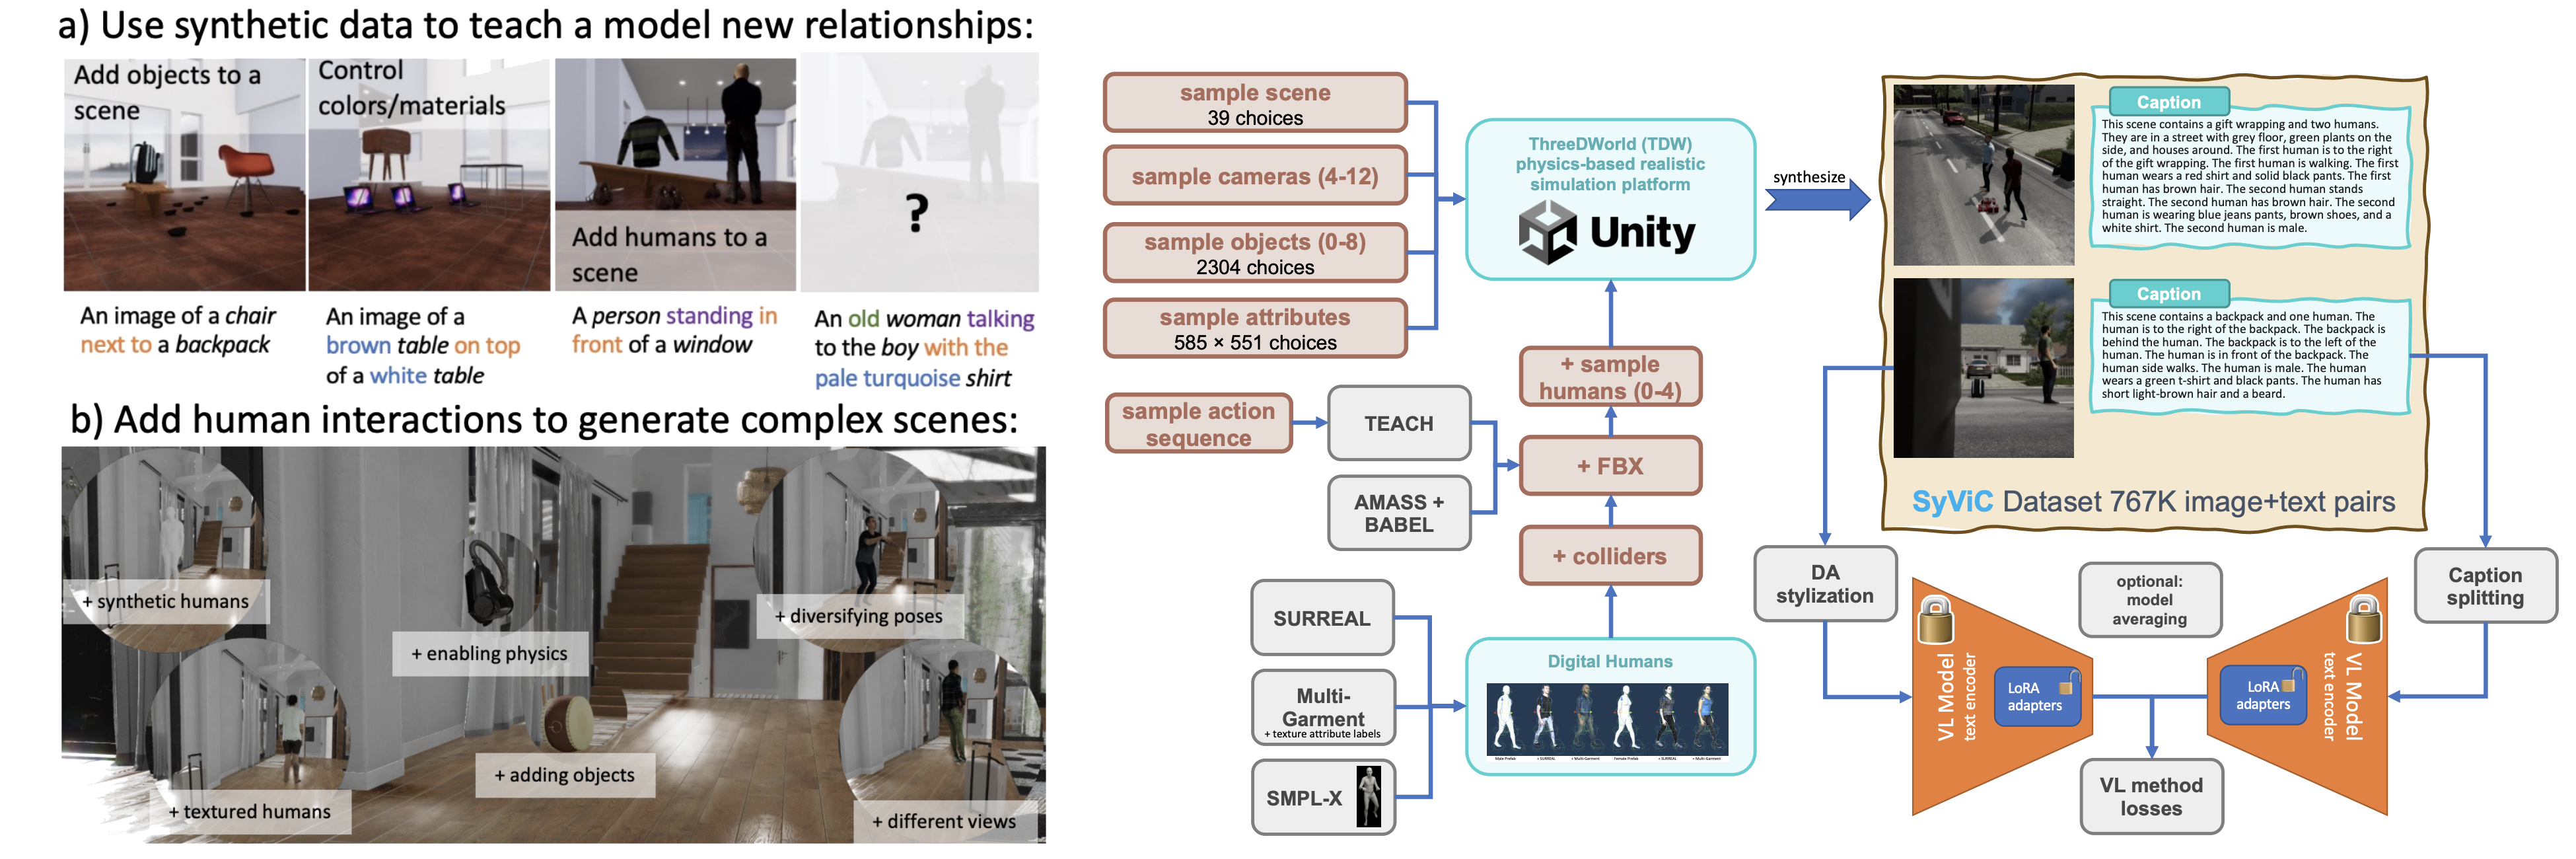 a) Use synthetic data to teach a model new relationships:
Add objects to a
scene
Control
colors/materials
Add humans to a
scene
?
An image of a chair
next to a backpack
An image of a
brown table on top
of a white table
A person standing in
front of a window
An old woman talking
to the boy with the
pale turquoise shirt
b) Add human interactions to generate complex scenes:
+ synthetic humans
+ enabling physics
+ diversifying poses
+ textured humans
+ adding objects
+ different views
sample scene
39 choices
sample cameras (4-12)
sample objects (0-8)
2304 choices
sample attributes
585 × 551 choices
sample action
sequence
TEACH
AMASS +
BABEL
SURREAL
Multi-
Garment
+ texture attribute labels
SMPL-X
ThreeDWorld (TDW)
physics-based realistic
simulation platform
Unity
+ sample
humans (0-4)
+ FBX
+ colliders
Digital Humans
Male Prefab
+ SURREAL
+ Multi-Garment
Female Prefab
+ SURREAL
+ Multi-Garment
synthesize
Caption
This scene contains a gift wrapping and two humans.
They are in a street with grey floor, green plants on the
side, and houses around. The first human is to the right
of the gift wrapping. The first human is walking. The first
human wears a red shirt and solid black pants. The first
human has brown hair. The second human stands
straight. The second human has brown hair. The second
human is wearing blue jeans pants, brown shoes, and a
white shirt. The second human is male.
Caption
This scene contains a backpack and one human. The
human is to the right of the backpack. The backpack is
behind the human. The backpack is to the left of the
human. The human is in front of the backpack. The
human side walks. The human is male. The human
wears a green t-shirt and black pants. The human has
short light-brown hair and a beard.
SyViC Dataset 767K image+text pairs
DA
stylization
optional:
model
averaging
Caption
splitting
VL Model
text encoder
LoRA
adapters
LoRA
adapters
VL Model
text encoder
VL method
losses